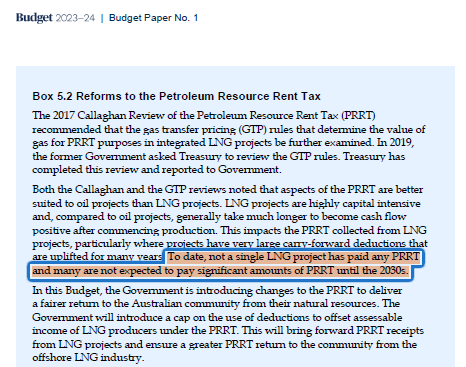 Budget 2023–24 | Budget Paper No. 1
Box 5.2 Reforms to the Petroleum Resource Rent Tax
The 2017 Callaghan Review of the Petroleum Resource Rent Tax (PRRT)
recommended that the gas transfer pricing (GTP) rules that determine the value of
gas for PRRT purposes in integrated LNG projects be further examined. In 2019,
the former Government asked Treasury to review the GTP rules. Treasury has
completed this review and reported to Government.
Both the Callaghan and the GTP reviews noted that aspects of the PRRT are better
suited to oil projects than LNG projects. LNG projects are highly capital intensive
and, compared to oil projects, generally take much longer to become cash flow
positive after commencing production. This impacts the PRRT collected from LNG
projects, particularly where projects have very large carry-forward deductions that
are uplifted for many years. To date, not a single LNG project has paid any PRRT
and many are not expected to pay significant amounts of PRRT until the 2030s.
In this Budget, the Government is introducing changes to the PRRT to deliver
a fairer return to the Australian community from their natural resources. The
Government will introduce a cap on the use of deductions to offset assessable
income of LNG producers under the PRRT. This will bring forward PRRT receipts
from LNG projects and ensure a greater PRRT return to the community from the
offshore LNG industry.